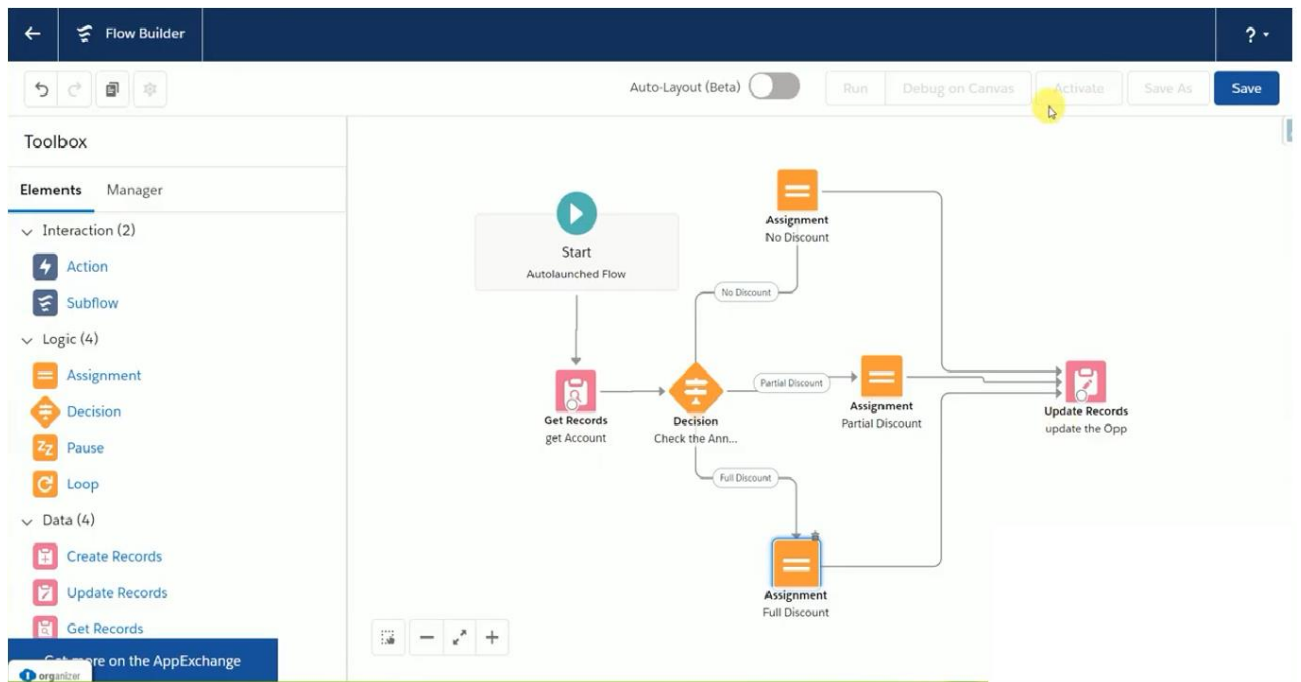 Flow Builder
?
Auto-Layout (Beta)
Run
Debug on Canvas
Activate
Save As
Save
Toolbox
Elements
Manager
Interaction (2)
Action
Subflow
Logic (4)
Assignment
Decision
Pause
Loop
Data (4)
Create Records
Update Records
Get Records
on the AppExchange
organizer
Start
Autolaunched Flow
Assignment
No Discount
No Discount
Get Records
get Account
Decision
Check the Ann...
Partial Discount
Assignment
Partial Discount
Update Records
update the Opp
Full Discount
Assignment
Full Discount